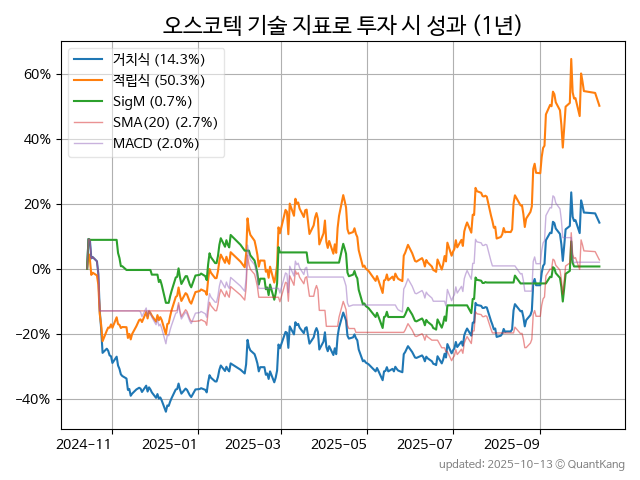 오스코텍 기술 지표로 투자 시 성과 (1년)
거치식 (14.3%)
적립식 (50.3%)
SigM (0.7%)
SMA(20) (2.7%)
MACD (2.0%)
60%
40%
20%
0%
−20%
−40%
2024-11
2025-01
2025-03
2025-05
2025-07
2025-09
updated: 2025-10-13 © QuantKang